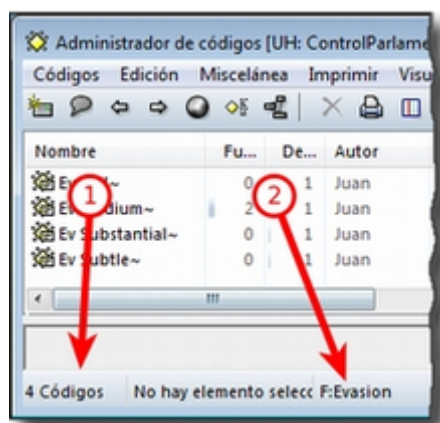 Administrador de códigos [UH: ControlParlame
Códigos Edición Miscelánea Imprimir Visu
Nombre Fu... De... Autor
Ev ~ 0 1 Juan
Ev dium~ 2 1 Juan
Ev Substantial~ 0 1 Juan
Ev Subtle~ 0 1 Juan
1
2
4 Códigos No hay elemento selecc F:Evasion